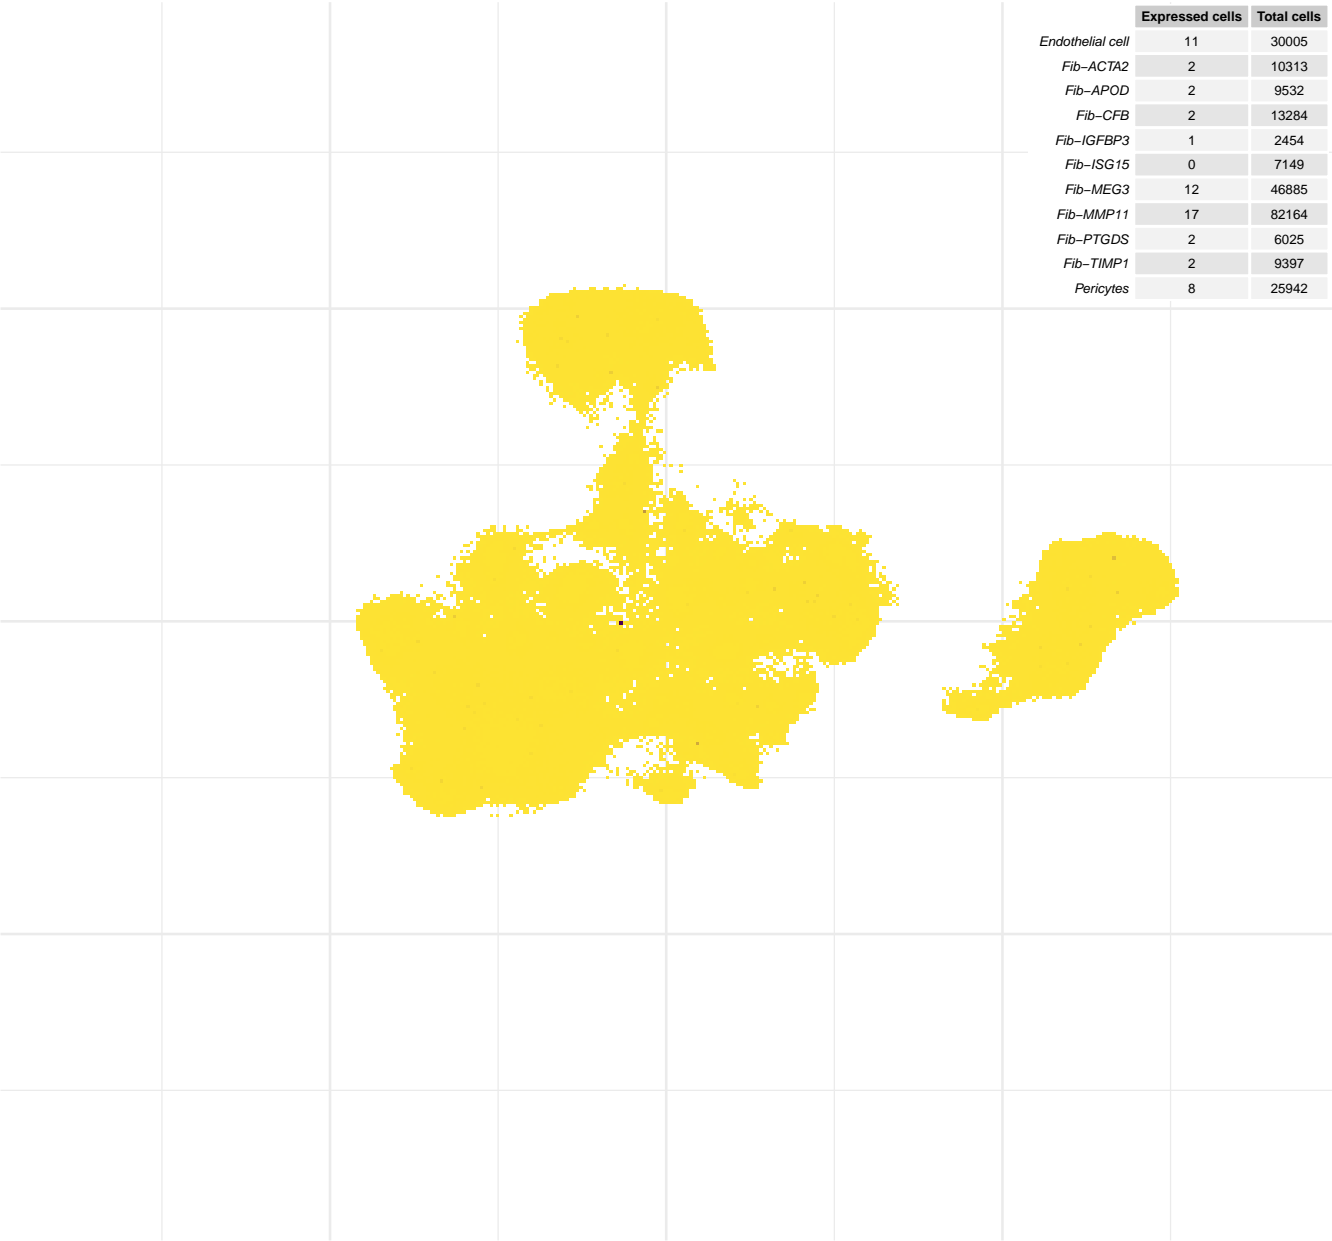 Expressed cells Total cells
Endothelial cell 11 30005
Fib−ACTA2 2 10313
Fib−APOD 2 9532
Fib−CFB 2 13284
Fib−IGFBP3 1 2454
Fib−ISG15 0 7149
Fib−MEG3 12 46885
Fib−MMP11 17 82164
Fib−PTGDS 2 6025
Fib−TIMP1 2 9397
Pericytes 8 25942